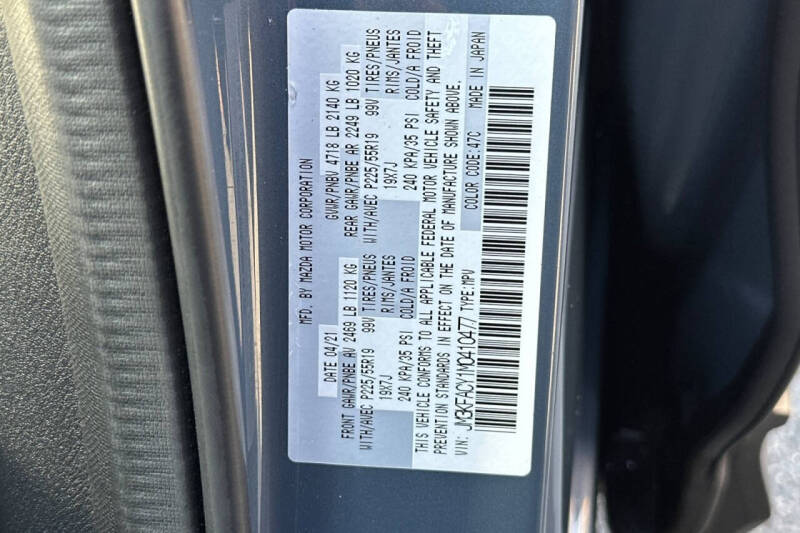 MFD. BY MAZDA MOTOR CORPORATION
DATE 04/21 GVWR/PNBV 4718 LB 2140 KG
FRONT GAWR/PNBE AV 2469 LB 1120 KG REAR GAWR/PNBE AR 2249 LB 1020 KG
WITH/AVEC P225/55R19 99V TIRES/PNEUS WITH/AVEC P225/55R19 99V TIRES/PNEUS
19X7J RIMS/JANTES 19X7J RIMS/JANTES
240 KPA/35 PSI COLD/A FROID 240 KPA/35 PSI COLD/A FROID
THIS VEHICLE CONFORMS TO ALL APPLICABLE FEDERAL MOTOR VEHICLE SAFETY AND THEFT
PREVENTION STANDARDS IN EFFECT ON THE DATE OF MANUFACTURE SHOWN ABOVE.
VIN: JM3KFACY1M0410477 TYPE:MPV COLOR CODE:47C MADE IN JAPAN